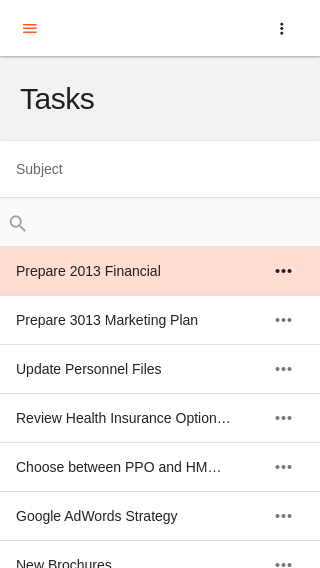 Tasks
Subject
Prepare 2013 Financial
Prepare 3013 Marketing Plan
Update Personnel Files
Review Health Insurance Option…
Choose between PPO and HM…
Google AdWords Strategy
New Brochures